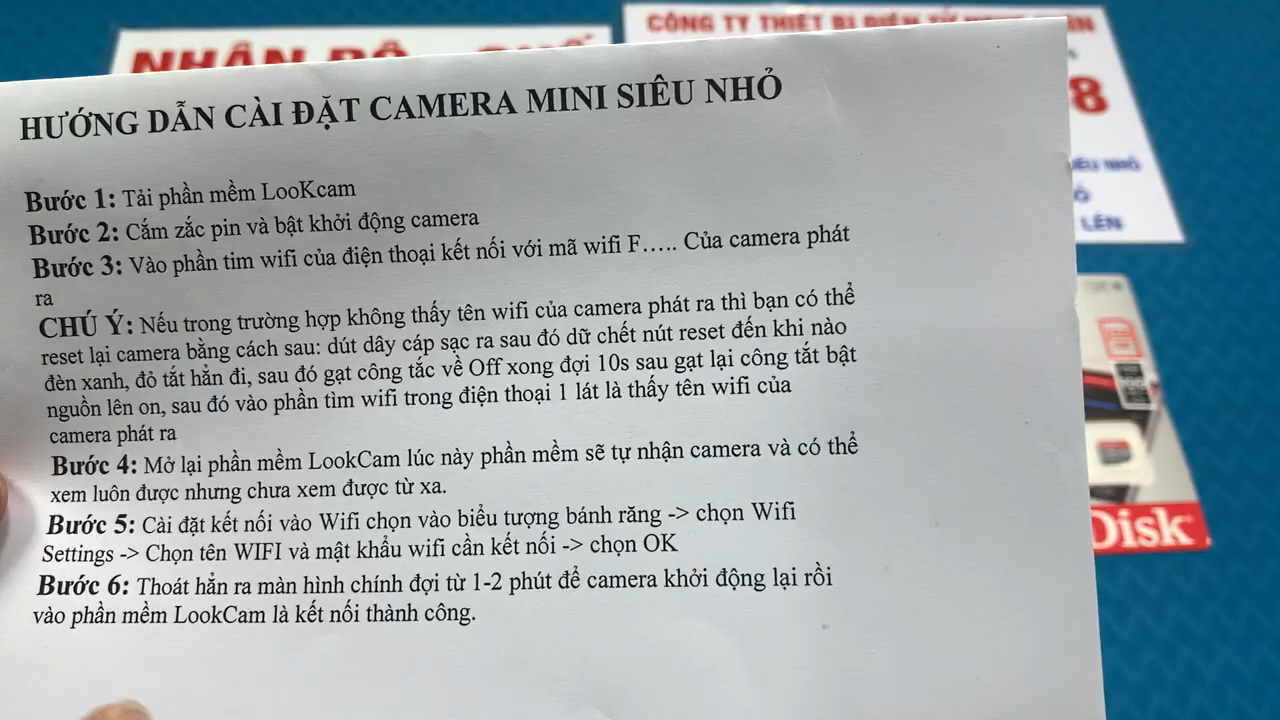 CÔNG TY THIẾT BỊ ĐIỆN TỬ
8
LÊN
HƯỚNG DẪN CÀI ĐẶT CAMERA MINI SIÊU NHỎ
Bước 1: Tải phần mềm LooKcam
Bước 2: Cắm zắc pin và bật khởi động camera
Bước 3: Vào phần tim wifi của điện thoại kết nối với mã wifi F….. Của camera phát
ra
CHÚ Ý: Nếu trong trường hợp không thấy tên wifi của camera phát ra thì bạn có thể
reset lại camera bằng cách sau: dút dây cáp sạc ra sau đó dữ chết nút reset đến khi nào
đèn xanh, đỏ tắt hẳn đi, sau đó gạt công tắc về Off xong đợi 10s sau gạt lại công tắt bật
nguồn lên on, sau đó vào phần tìm wifi trong điện thoại 1 lát là thấy tên wifi của
camera phát ra
Bước 4: Mở lại phần mềm LookCam lúc này phần mềm sẽ tự nhận camera và có thể
xem luôn được nhưng chưa xem được từ xa.
Bước 5: Cài đặt kết nối vào Wifi chọn vào biểu tượng bánh răng -> chọn Wifi
Settings -> Chọn tên WIFI và mật khẩu wifi cần kết nối -> chọn OK
Bước 6: Thoát hẳn ra màn hình chính đợi từ 1-2 phút để camera khởi động lại rồi
vào phần mềm LookCam là kết nối thành công.
Disk